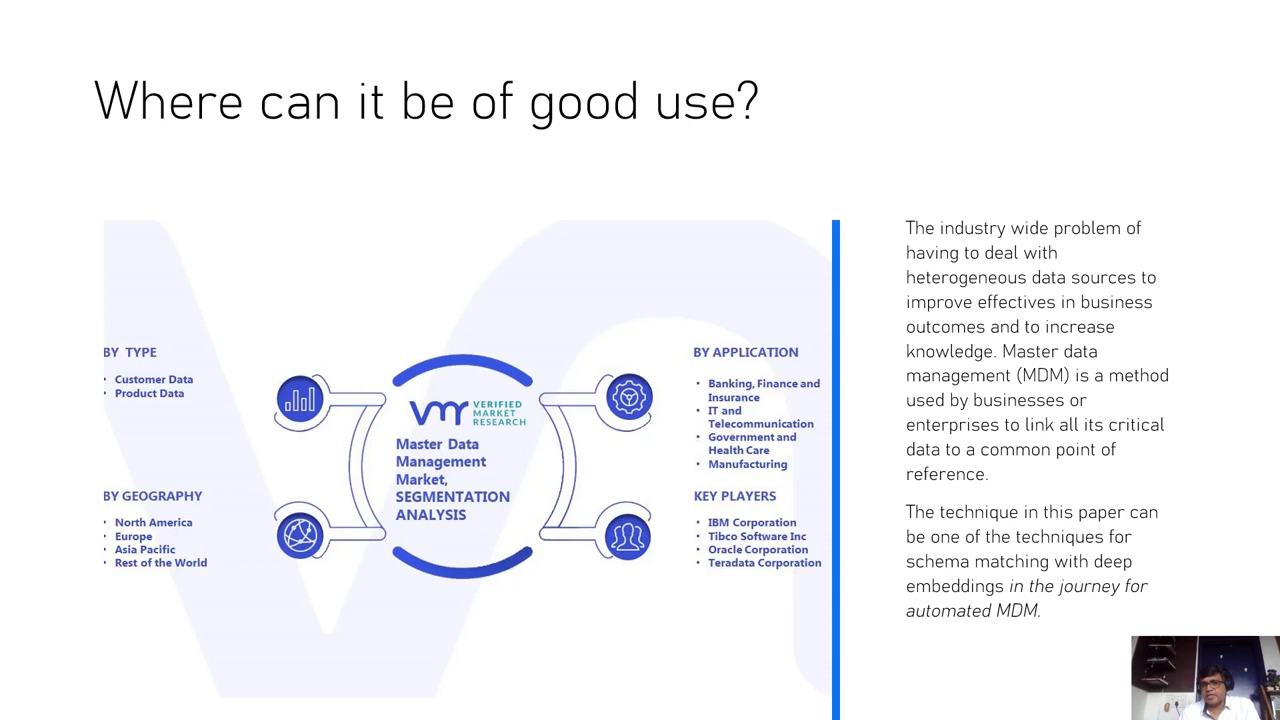 Where can it be of good use?
BY TYPE
• Customer Data
• Product Data
BY GEOGRAPHY
• North America
• Europe
• Asia Pacific
• Rest of the World
vmr VERIFIED
MARKET
RESEARCH
Master Data
Management
Market,
SEGMENTATION
ANALYSIS
BY APPLICATION
• Banking, Finance and
Insurance
• IT and
Telecommunication
• Government and
Health Care
• Manufacturing
KEY PLAYERS
• IBM Corporation
• Tibco Software Inc
• Oracle Corporation
• Teradata Corporation
The industry wide problem of
having to deal with
heterogeneous data sources to
improve effectives in business
outcomes and to increase
knowledge. Master data
management (MDM) is a method
used by businesses or
enterprises to link all its critical
data to a common point of
reference.
The technique in this paper can
be one of the techniques for
schema matching with deep
embeddings in the journey for
automated MDM.